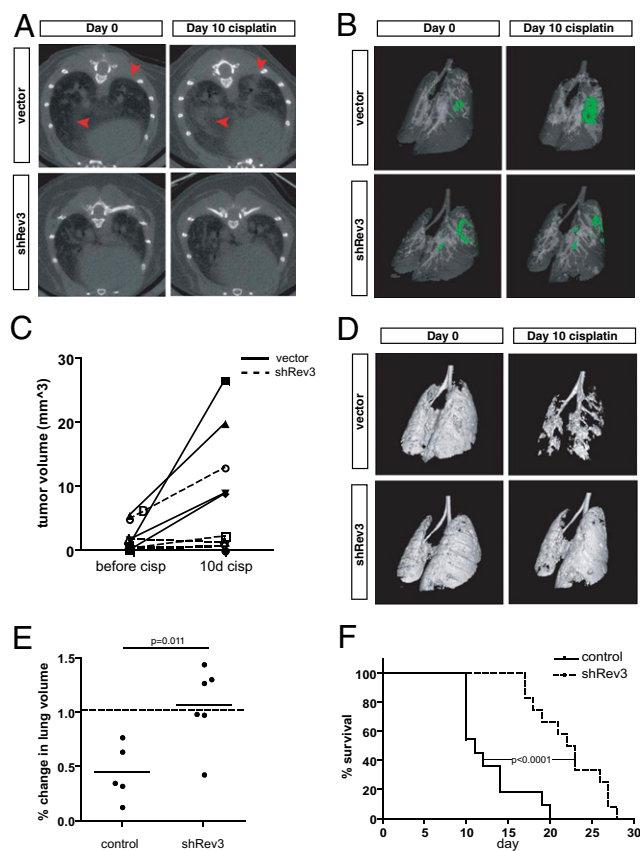 A
Day 0
Day 10 cisplatin
vector
shRev3
B
Day 0
Day 10 cisplatin
vector
shRev3
C
tumor volume (mm^3)
30
20
10
0
before cisp
10d cisp
vector
shRev3
D
Day 0
Day 10 cisplatin
vector
shRev3
E
p=0.011
% change in lung volume
1.5
1.0
0.5
0.0
control
shRev3
F
control
shRev3
% survival
100
80
60
40
20
0
p<0.0001
0
5
10
15
20
25
30
day